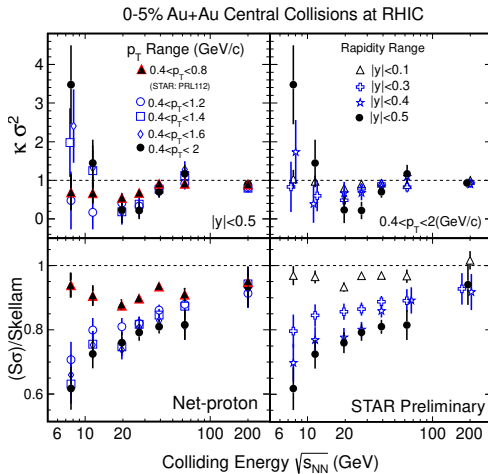 0-5% Au+Au Central Collisions at RHIC
p_T Range (GeV/c)
0.4<p_T<0.8
(STAR: PRL112)
0.4<p_T<1.2
0.4<p_T<1.4
0.4<p_T<1.6
0.4<p_T<2
|y|<0.5
Rapidity Range
|y|<0.1
|y|<0.3
|y|<0.4
|y|<0.5
0.4<p_T<2(GeV/c)
κ σ²
4
3
2
1
0
(Sσ)/Skellam
1
0.8
0.6
Net-proton
STAR Preliminary
6 10 20 100 200
6 10 20 100 200
Colliding Energy √s_NN (GeV)